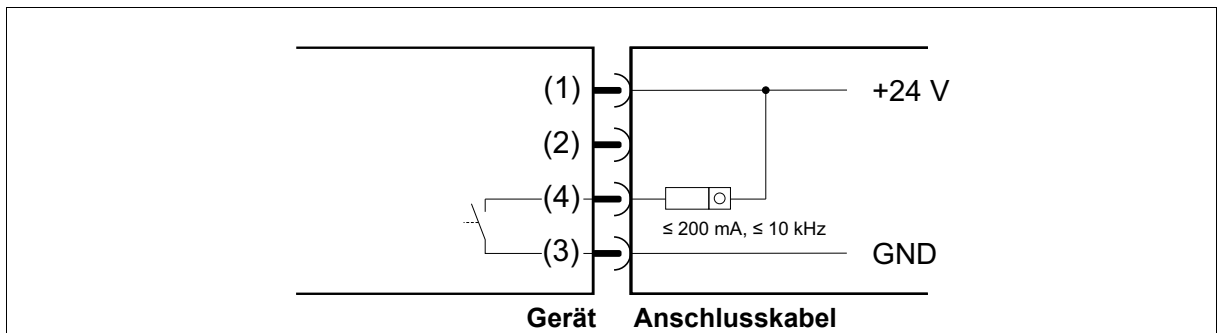 (1) +24 V
(2)
(4)
≤ 200 mA, ≤ 10 kHz
(3) GND
Gerät Anschlusskabel